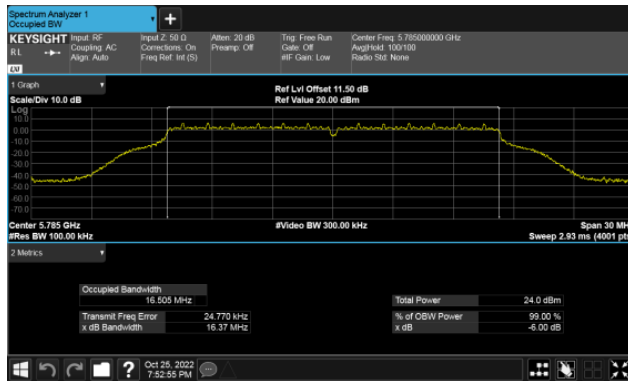 Spectrum Analyzer 1
Occupied BW
+
KEYSIGHT Input: RF Input Z: 50 Ω Atten: 20 dB Trig: Free Run Center Freq: 5.785000000 GHz
R L Coupling: AC Corrections: On Preamp: Off Gate: Off Avg|Hold: 100/100
Align: Auto Freq Ref: Int (S) #IF Gain: Low Radio Std: None
LXI
1 Graph Ref Lvl Offset 11.50 dB
Scale/Div 10.0 dB Ref Value 20.00 dBm
Log
10.0
0.00
-10.0
-20.0
-30.0
-40.0
-50.0
-60.0
-70.0
Center 5.785 GHz #Video BW 300.00 kHz Span 30 MH
#Res BW 100.00 kHz Sweep 2.93 ms (4001 pts
2 Metrics
Occupied Bandwidth
16.505 MHz Total Power 24.0 dBm
Transmit Freq Error 24.770 kHz % of OBW Power 99.00 %
x dB Bandwidth 16.37 MHz x dB -6.00 dB
? Oct 25, 2022
7:52:55 PM